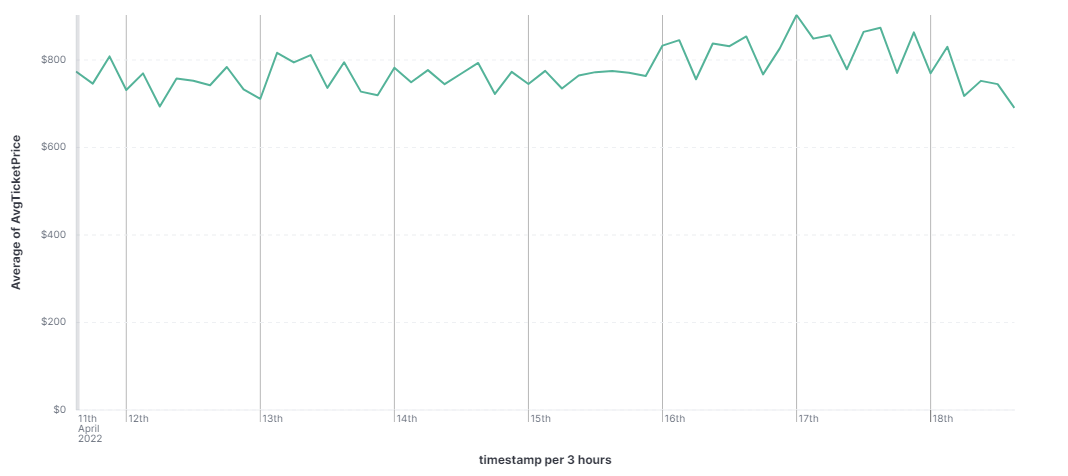 $800
$600
$400
$200
$0
Average of AvgTicketPrice
11th 12th 13th 14th 15th 16th 17th 18th
April
2022
timestamp per 3 hours